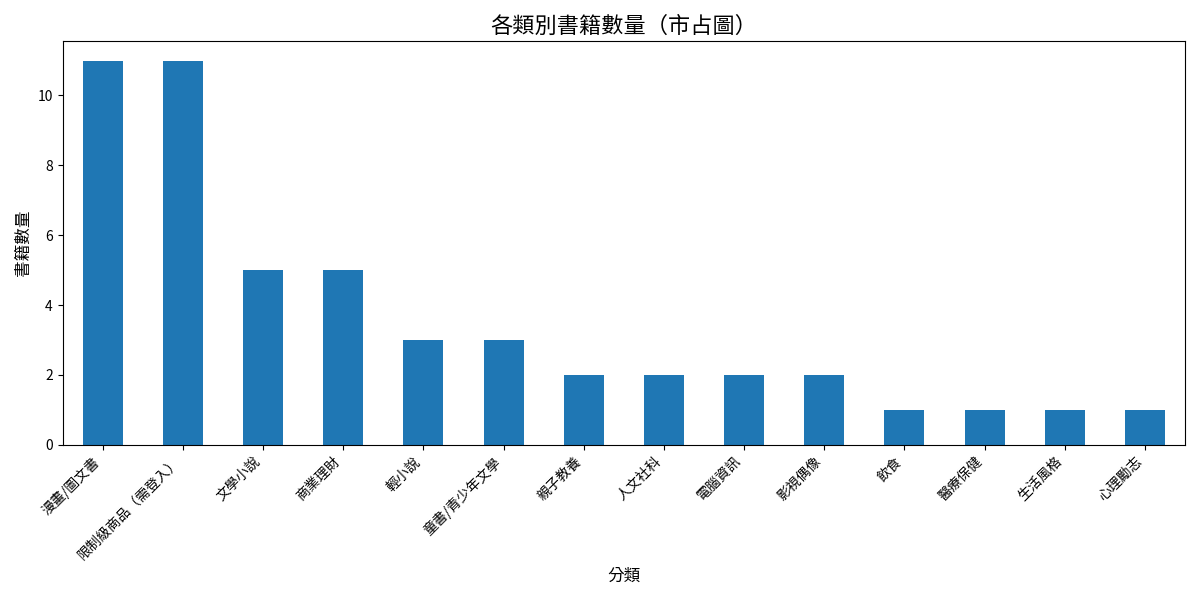 各類別書籍數量（市占圖）
書籍數量
10
8
6
4
2
0
漫畫/圖文書
限制級商品（需登入）
文學小說
商業理財
輕小說
童書/青少年文學
親子教養
人文社科
電腦資訊
影視偶像
飲食
醫療保健
生活風格
心理勵志
分類